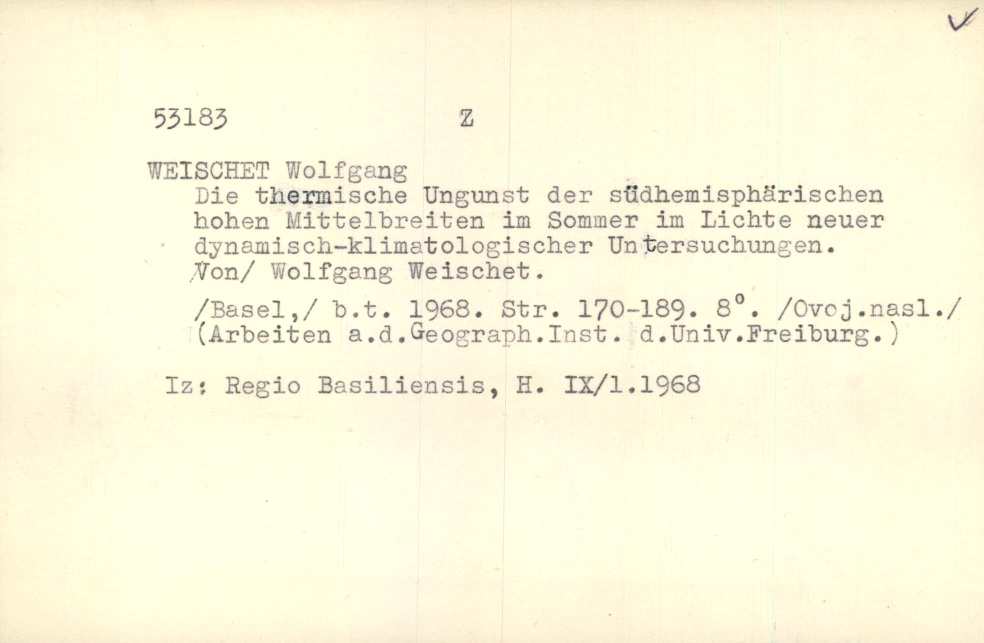 53183 Z
WEISCHET Wolfgang
Die thermische Ungunst der südhemisphärischen
hohen Mittelbreiten im Sommer im Lichte neuer
dynamisch-klimatologischer Untersuchungen.
/Von/ Wolfgang Weischet.
/Basel,/ b.t. 1968. Str. 170-189. 8°. /Ovoj.nasl./
(Arbeiten a.d.Geograph.Inst. d.Univ.Freiburg.)
Iz: Regio Basiliensis, H. IX/1.1968